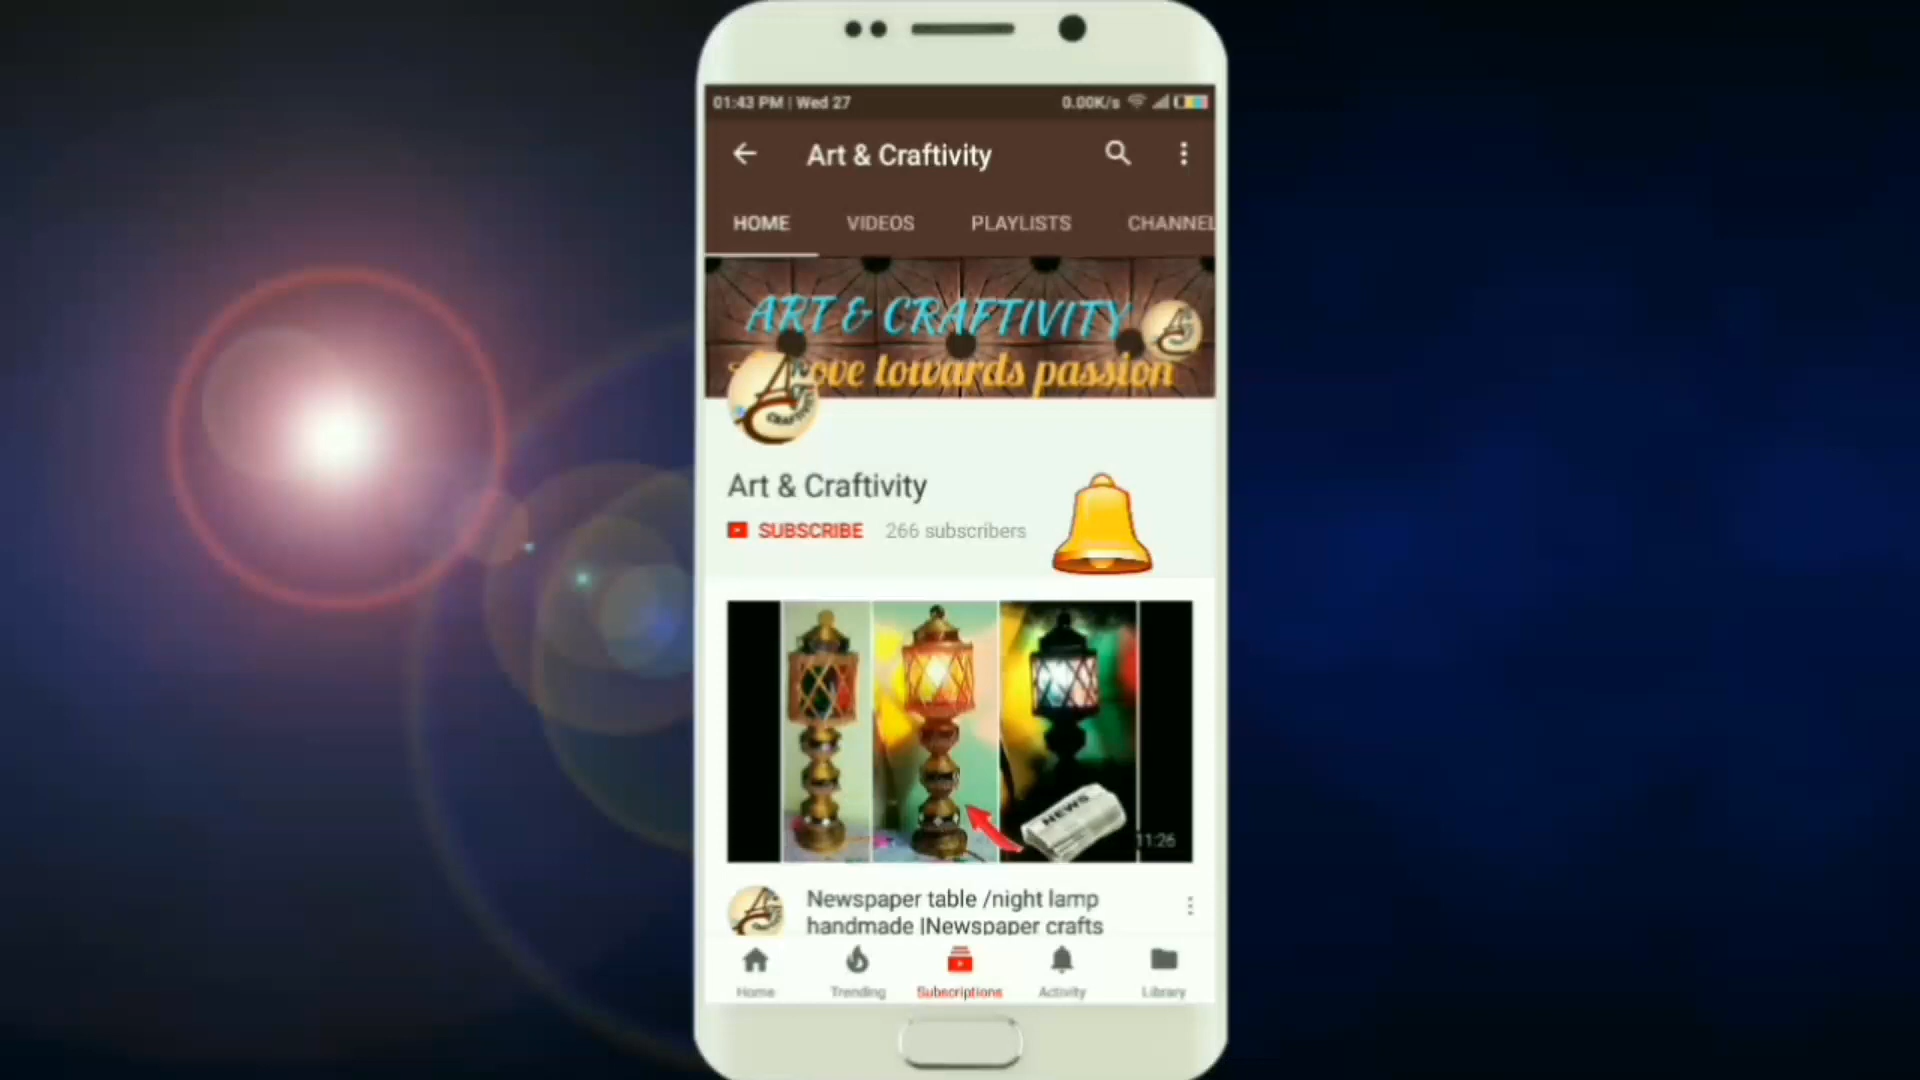 01:43 PM | Wed 27 0.00K/s
Art & Craftivity
HOME VIDEOS PLAYLISTS CHANNEL
ART & CRAFTIVITY
ove towards passion
CRAFTIVITY
Art & Craftivity
SUBSCRIBE 266 subscribers
NEWS
11:26
Newspaper table /night lamp
handmade |Newspaper crafts
Home Trending Subscriptions Activity Library